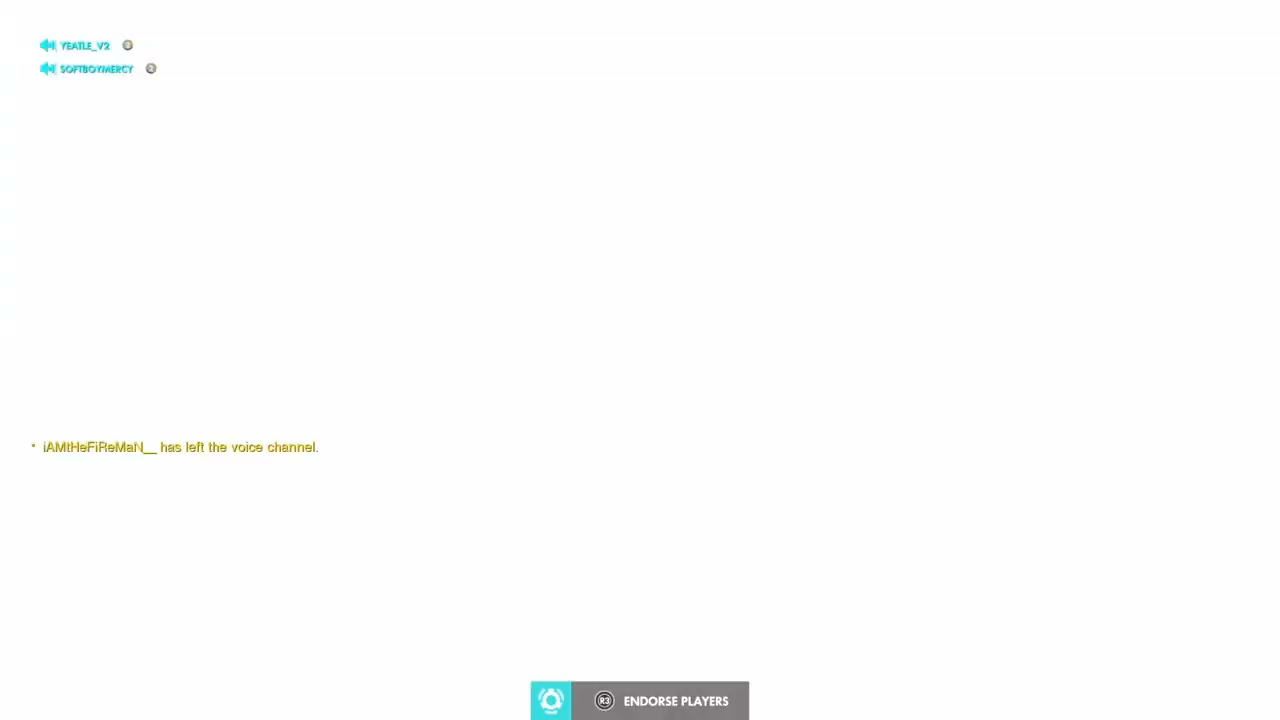 YEATLE_V2
SOFTBOYMERCY
• iAMtHeFiReMaN__ has left the voice channel.
R3 ENDORSE PLAYERS